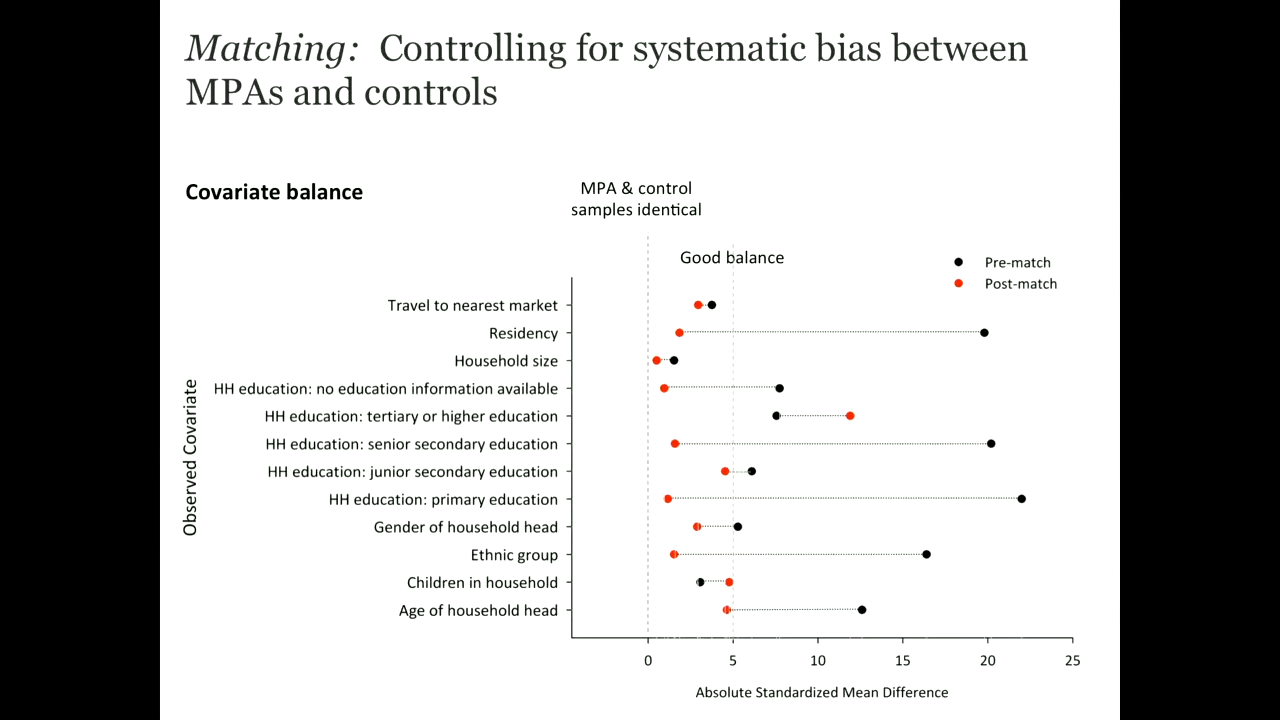 Matching: Controlling for systematic bias between
MPAs and controls
Covariate balance
MPA & control
samples identical
Good balance
Pre-match
Post-match
Observed Covariate
Travel to nearest market
Residency
Household size
HH education: no education information available
HH education: tertiary or higher education
HH education: senior secondary education
HH education: junior secondary education
HH education: primary education
Gender of household head
Ethnic group
Children in household
Age of household head
0 5 10 15 20 25
Absolute Standardized Mean Difference